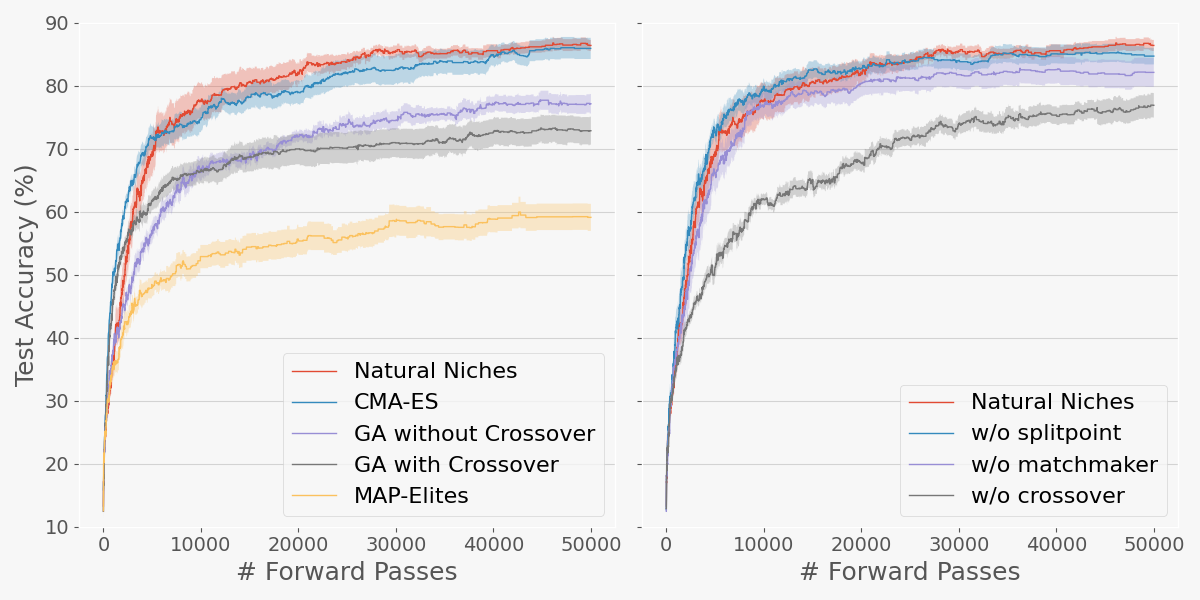 90
80
70
60
50
40
30
20
10
Test Accuracy (%)
Natural Niches
CMA-ES
GA without Crossover
GA with Crossover
MAP-Elites
0 10000 20000 30000 40000 50000
# Forward Passes
Natural Niches
w/o splitpoint
w/o matchmaker
w/o crossover
0 10000 20000 30000 40000 50000
# Forward Passes